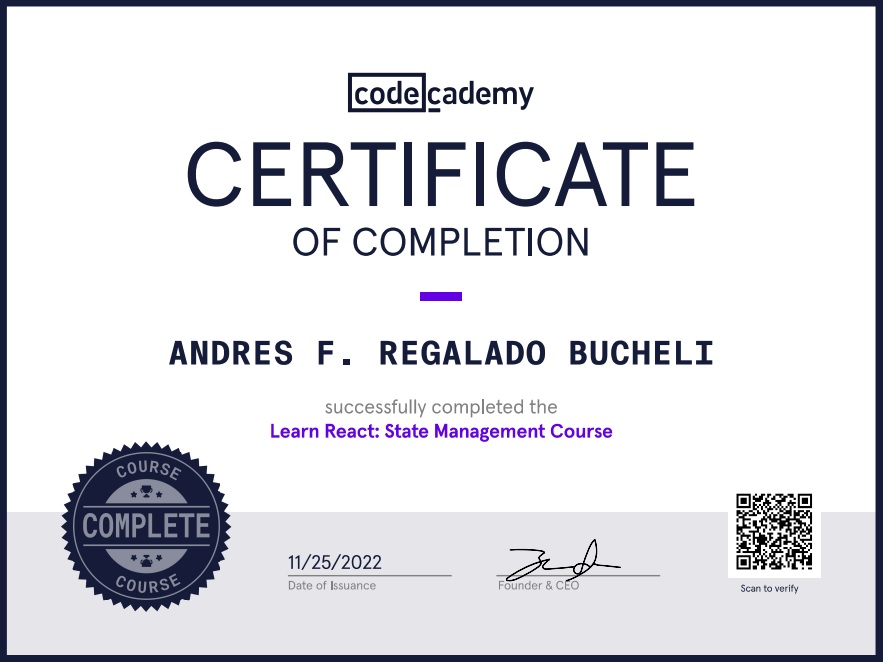 codecademy
CERTIFICATE
OF COMPLETION
ANDRES F. REGALADO BUCHELI
successfully completed the
Learn React: State Management Course
COURSE
COMPLETE
COURSE
11/25/2022
Date of Issuance
Founder & CEO
Scan to verify